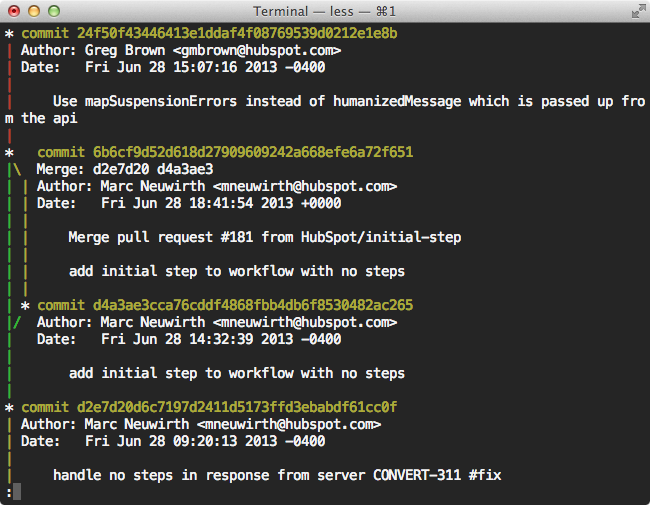 Terminal — less — ⌘1
* commit 24f50f43446413e1ddaf4f08769539d0212e1e8b
| Author: Greg Brown <gmbrown@hubspot.com>
| Date:   Fri Jun 28 15:07:16 2013 -0400
|
|     Use mapSuspensionErrors instead of humanizedMessage which is passed up fro
m the api
|
*   commit 6b6cf9d52d618d27909609242a668efe6a72f651
|\  Merge: d2e7d20 d4a3ae3
| | Author: Marc Neuwirth <mneuwirth@hubspot.com>
| | Date:   Fri Jun 28 18:41:54 2013 +0000
| |
| |     Merge pull request #181 from HubSpot/initial-step
| |
| |     add initial step to workflow with no steps
| |
| * commit d4a3ae3cca76cddf4868fbb4db6f8530482ac265
|/  Author: Marc Neuwirth <mneuwirth@hubspot.com>
|   Date:   Fri Jun 28 14:32:39 2013 -0400
|
|       add initial step to workflow with no steps
|
* commit d2e7d20d6c7197d2411d5173ffd3ebabdf61cc0f
| Author: Marc Neuwirth <mneuwirth@hubspot.com>
| Date:   Fri Jun 28 09:20:13 2013 -0400
|
|     handle no steps in response from server CONVERT-311 #fix
: